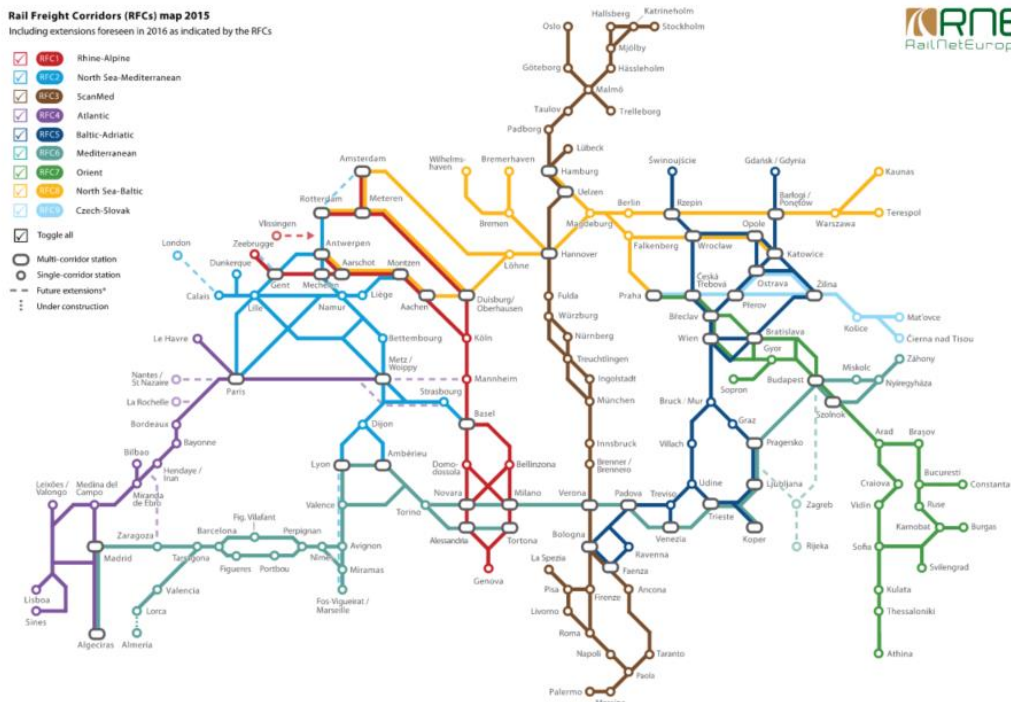 Rail Freight Corridors (RFCs) map 2015
Including extensions foreseen in 2016 as indicated by the RFCs
RNE
RailNetEurop
RFC1 Rhine-Alpine
RFC2 North Sea-Mediterranean
RFC3 ScanMed
RFC4 Atlantic
RFC5 Baltic-Adriatic
RFC6 Mediterranean
RFC7 Orient
RFC8 North Sea-Baltic
RFC9 Czech-Slovak
Toggle all
Multi-corridor station
Single-corridor station
Future extensions*
Under construction
Oslo
Hallsberg
Katrineholm
Stockholm
Mjölby
Göteborg
Hässleholm
Malmö
Taulov
Trelleborg
Padborg
Lübeck
Amsterdam
Wilhelms-
haven
Bremerhaven
Hamburg
Świnoujście
Gdańsk / Gdynia
Kaunas
Rotterdam
Meteren
Uelzen
Bremen
Magdeburg
Berlin
Rzepin
Barłogi /
Ponętów
Warszawa
Terespol
Vlissingen
London
Zeebrugge
Antwerpen
Dunkerque
Aarschot
Montzen
Löhne
Hannover
Falkenberg
Wrocław
Opole
Katowice
Gent
Mechelen
Calais
Lille
Namur
Liège
Aachen
Duisburg/
Oberhausen
Fulda
Praha
Česká
Třebová
Ostrava
Přerov
Žilina
Würzburg
Břeclav
Košice
Mat'ovce
Čierna nad Tisou
Le Havre
Bettembourg
Köln
Nürnberg
Wien
Bratislava
Gyor
Metz /
Woippy
Treuchtlingen
Miskolc
Záhony
Nantes /
St Nazaire
Paris
Mannheim
Ingolstadt
Sopron
Budapest
Nyíregyháza
La Rochelle
Strasbourg
München
Bruck / Mur
Szolnok
Bordeaux
Dijon
Basel
Graz
Bayonne
Innsbruck
Villach
Pragersko
Arad
Brașov
Bilbao
Hendaye /
Irun
Lyon
Ambérieu
Domo-
dossola
Bellinzona
Brenner /
Brennero
Bucuresti
Leixões /
Valongo
Medina del
Campo
Miranda
de Ebro
Valence
Torino
Novara
Milano
Verona
Padova
Treviso
Udine
Ljubljana
Zagreb
Craiova
Constanta
Ruse
Vidin
Zaragoza
Barcelona
Fig. Vilafant
Perpignan
Trieste
Karnobat
Burgas
Madrid
Tarragona
Figueres
Portbou
Nîme
Avignon
Alessandria
Tortona
Bologna
Venezia
Koper
Rijeka
Sofia
Ravenna
Miramas
Genova
La Spezia
Faenza
Svilengrad
Lisboa
Valencia
Fos-Vigueirat /
Marseille
Pisa
Firenze
Ancona
Kulata
Sines
Lorca
Livorno
Thessaloniki
Algeciras
Almeria
Roma
Napoli
Taranto
Athina
Paola
Palermo